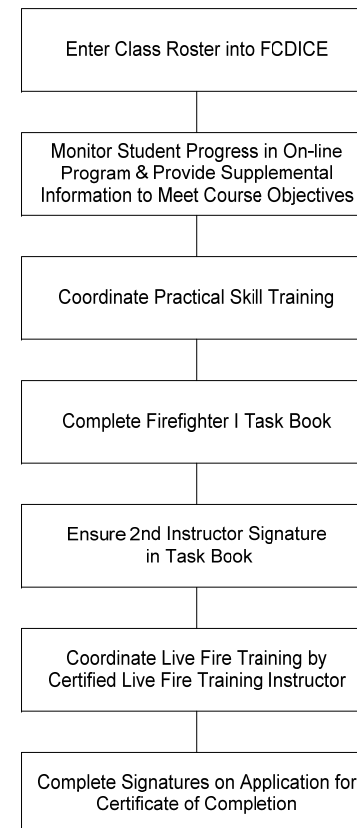 Enter Class Roster into FCDICE
Monitor Student Progress in On-line
Program & Provide Supplemental
Information to Meet Course Objectives
Coordinate Practical Skill Training
Complete Firefighter I Task Book
Ensure 2nd Instructor Signature
in Task Book
Coordinate Live Fire Training by
Certified Live Fire Training Instructor
Complete Signatures on Application for
Certificate of Completion